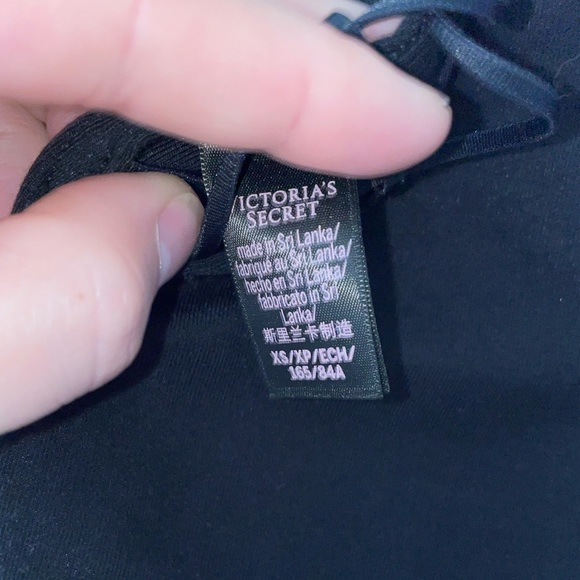 VICTORIA'S
SECRET
made in Sri Lanka/
fabriqué au Sri Lanka/
hecho en Sri Lanka/
fabbricato in Sri
Lanka/
斯里兰卡制造
XS/XP/ECH/
165/84A